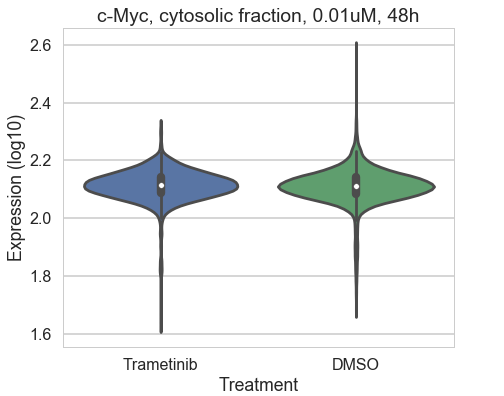 c-Myc, cytosolic fraction, 0.01uM, 48h
Expression (log10)
2.6
2.4
2.2
2.0
1.8
1.6
Trametinib
DMSO
Treatment